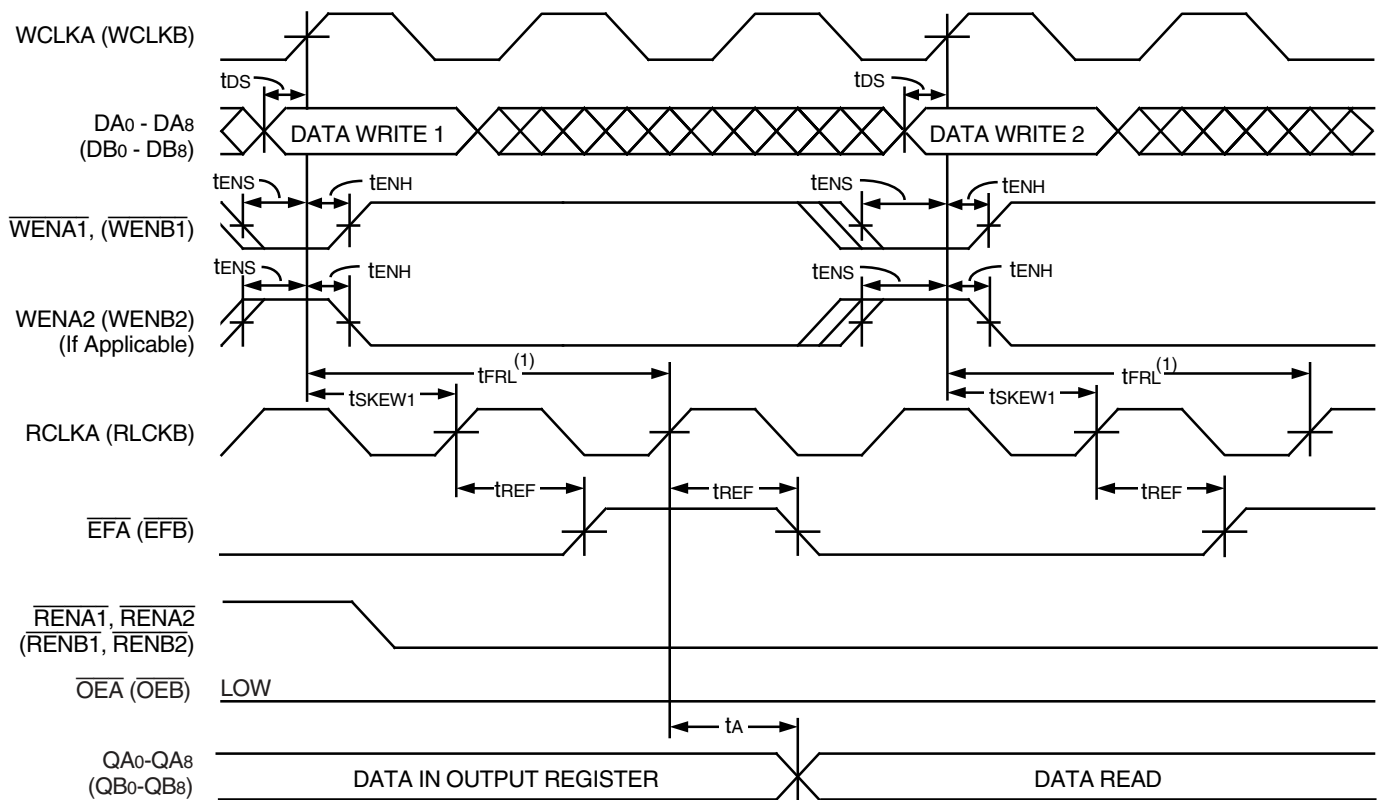 WCLKA (WCLKB)
tDS
tDS
DA0 - DA8
(DB0 - DB8)
DATA WRITE 1
DATA WRITE 2
tENS
tENH
tENS
tENH
WENA1, (WENB1)
tENS
tENH
tENS
tENH
WENA2 (WENB2)
(If Applicable)
tFRL(1)
tFRL(1)
tSKEW1
tSKEW1
RCLKA (RLCKB)
tREF
tREF
tREF
EFA (EFB)
RENA1, RENA2
(RENB1, RENB2)
OEA (OEB)
LOW
tA
QA0-QA8
(QB0-QB8)
DATA IN OUTPUT REGISTER
DATA READ